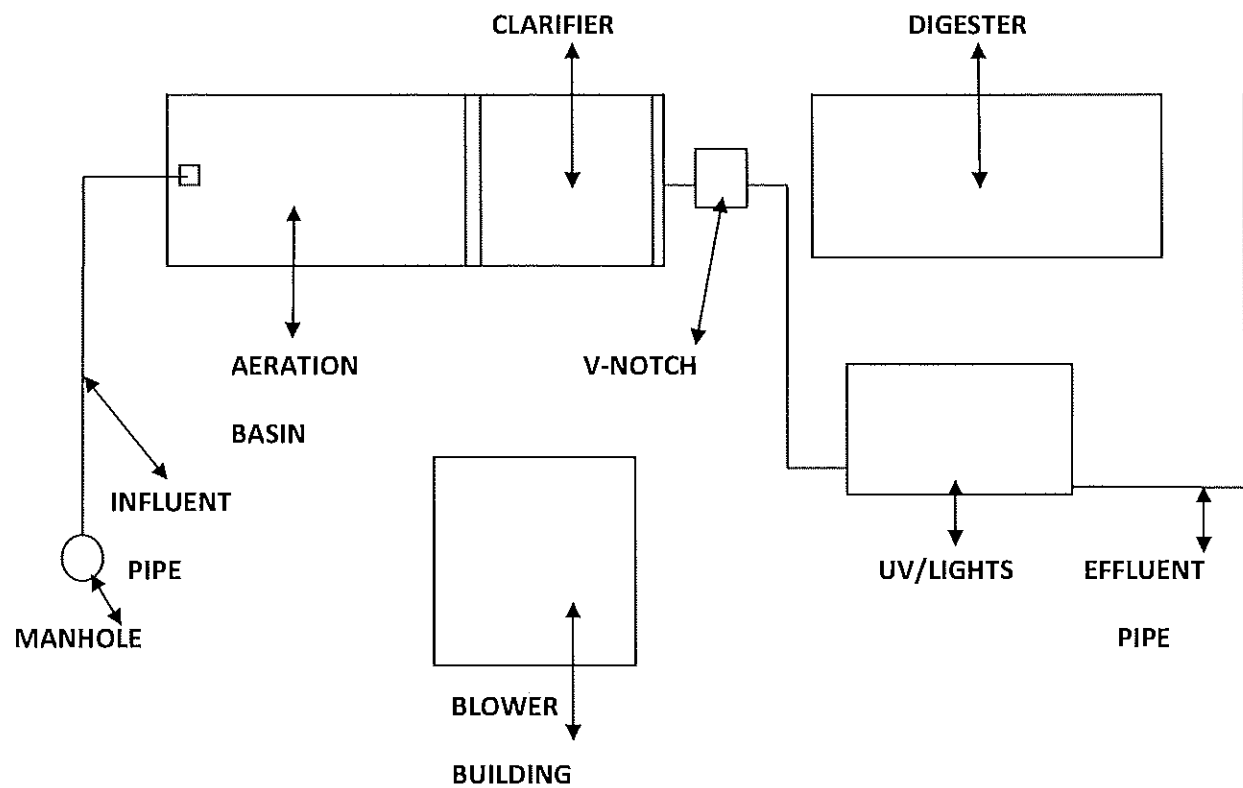 CLARIFIER
DIGESTER
AERATION
BASIN
V-NOTCH
INFLUENT
PIPE
MANHOLE
UV/LIGHTS
EFFLUENT
PIPE
BLOWER
BUILDING